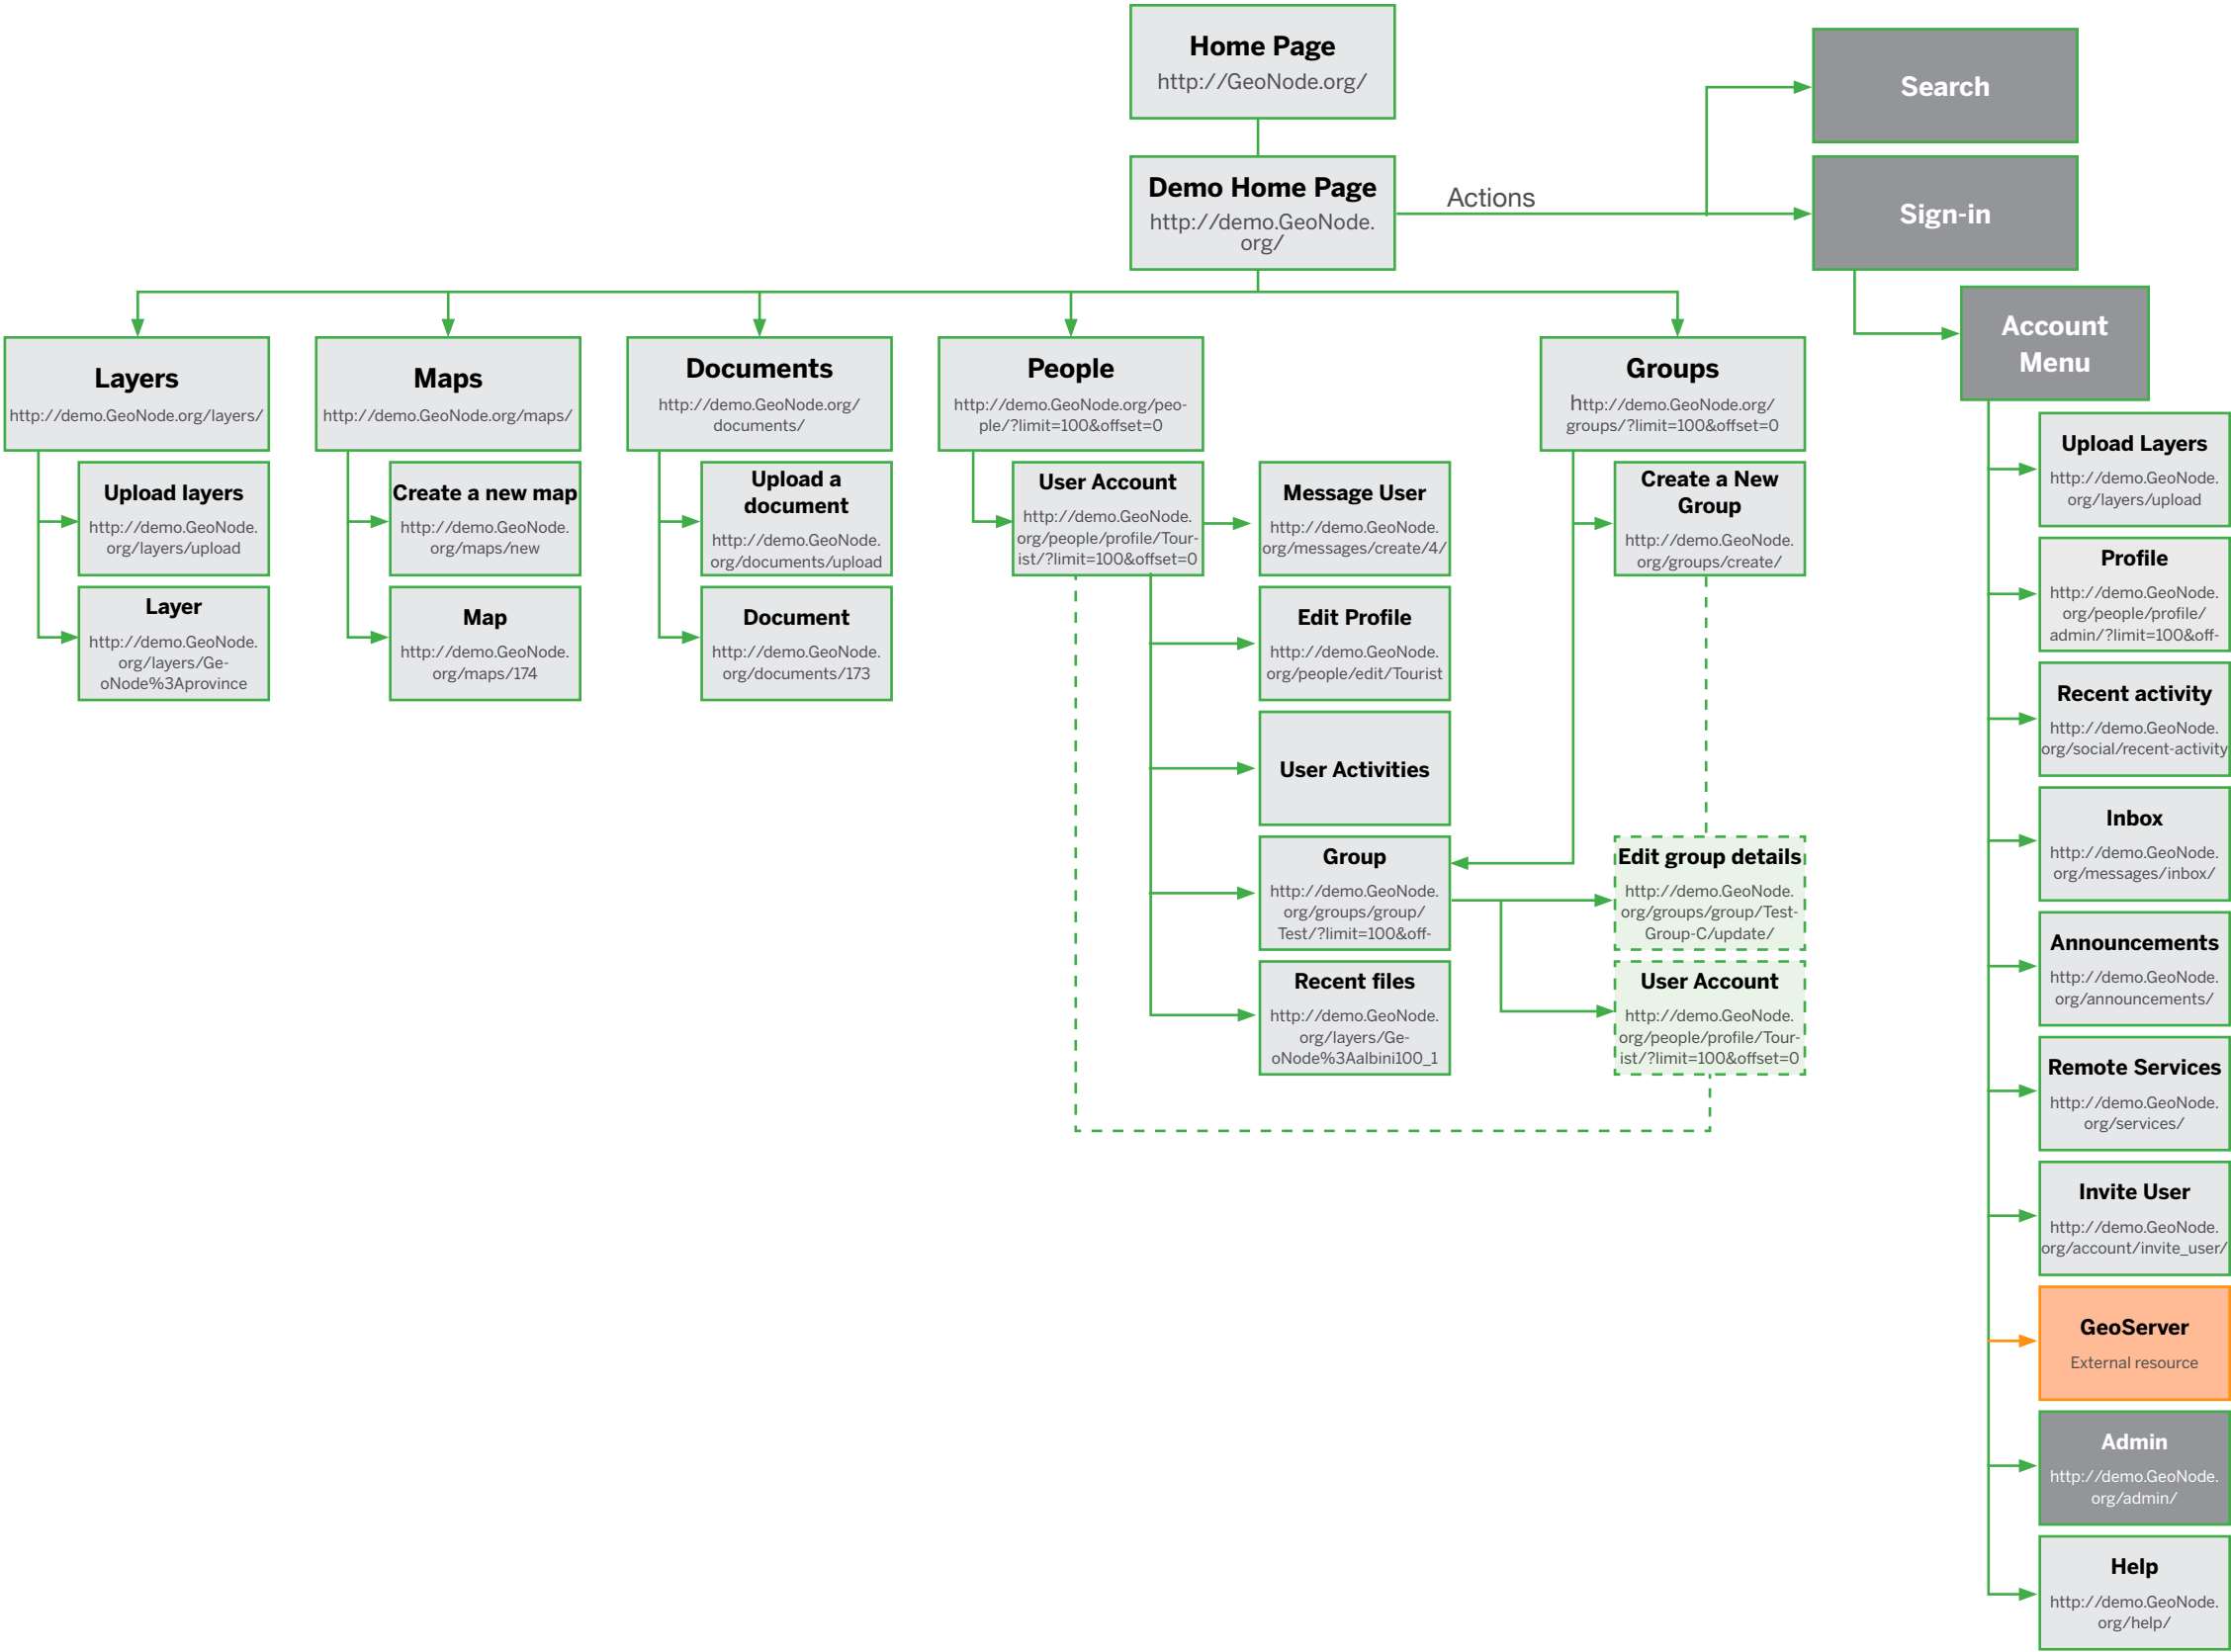 Home Page
http://GeoNode.org/
Search
Demo Home Page
http://demo.GeoNode.
org/
Actions
Sign-in
Account
Menu
Layers
http://demo.GeoNode.org/layers/
Maps
http://demo.GeoNode.org/maps/
Documents
http://demo.GeoNode.org/
documents/
People
http://demo.GeoNode.org/peo-
ple/?limit=100&offset=0
Groups
http://demo.GeoNode.org/
groups/?limit=100&offset=0
Upload layers
http://demo.GeoNode.
org/layers/upload
Layer
http://demo.GeoNode.
org/layers/Ge-
oNode%3Aprovince
Create a new map
http://demo.GeoNode.
org/maps/new
Map
http://demo.GeoNode.
org/maps/174
Upload a
document
http://demo.GeoNode.
org/documents/upload
Document
http://demo.GeoNode.
org/documents/173
User Account
http://demo.GeoNode.
org/people/profile/Tour-
ist/?limit=100&offset=0
Message User
http://demo.GeoNode.
org/messages/create/4/
Edit Profile
http://demo.GeoNode.
org/people/edit/Tourist
User Activities
Group
http://demo.GeoNode.
org/groups/group/
Test/?limit=100&off-
Recent files
http://demo.GeoNode.
org/layers/Ge-
oNode%3Aalbini100_1
Create a New
Group
http://demo.GeoNode.
org/groups/create/
Edit group details
http://demo.GeoNode.
org/groups/group/Test-
Group-C/update/
User Account
http://demo.GeoNode.
org/people/profile/Tour-
ist/?limit=100&offset=0
Upload Layers
http://demo.GeoNode.
org/layers/upload
Profile
http://demo.GeoNode.
org/people/profile/
admin/?limit=100&off-
Recent activity
http://demo.GeoNode.
org/social/recent-activity
Inbox
http://demo.GeoNode.
org/messages/inbox/
Announcements
http://demo.GeoNode.
org/announcements/
Remote Services
http://demo.GeoNode.
org/services/
Invite User
http://demo.GeoNode.
org/account/invite_user/
GeoServer
External resource
Admin
http://demo.GeoNode.
org/admin/
Help
http://demo.GeoNode.
org/help/